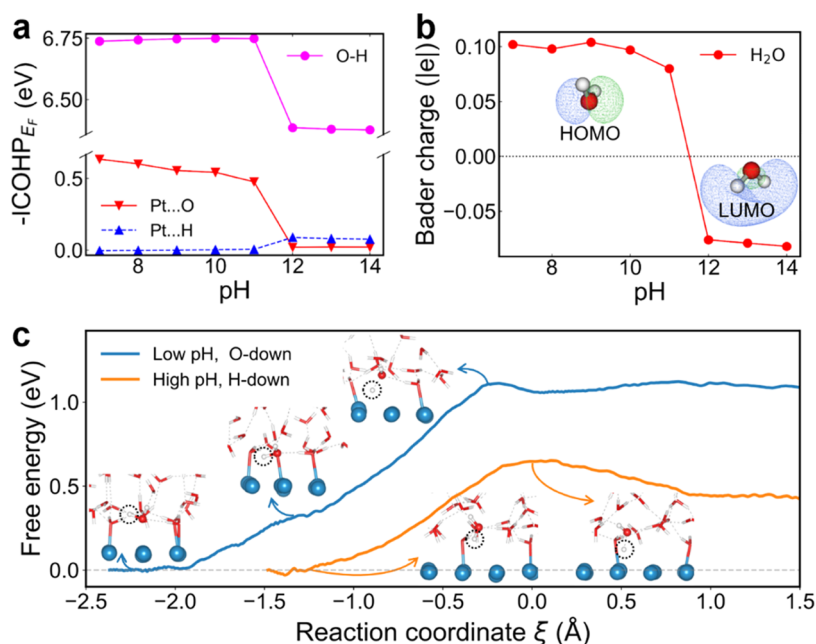 a
-ICOHP_{E_F} (eV)
6.75
6.50
0.5
0.0
O-H
Pt...O
Pt...H
8
10
12
14
pH
b
Bader charge (|e|)
0.10
0.05
0.00
−0.05
H₂O
HOMO
LUMO
8
10
12
14
pH
c
Free energy (eV)
1.0
0.5
0.0
Low pH, O-down
High pH, H-down
−2.5 −2.0 −1.5 −1.0 −0.5 0.0 0.5 1.0 1.5
Reaction coordinate ξ (Å)